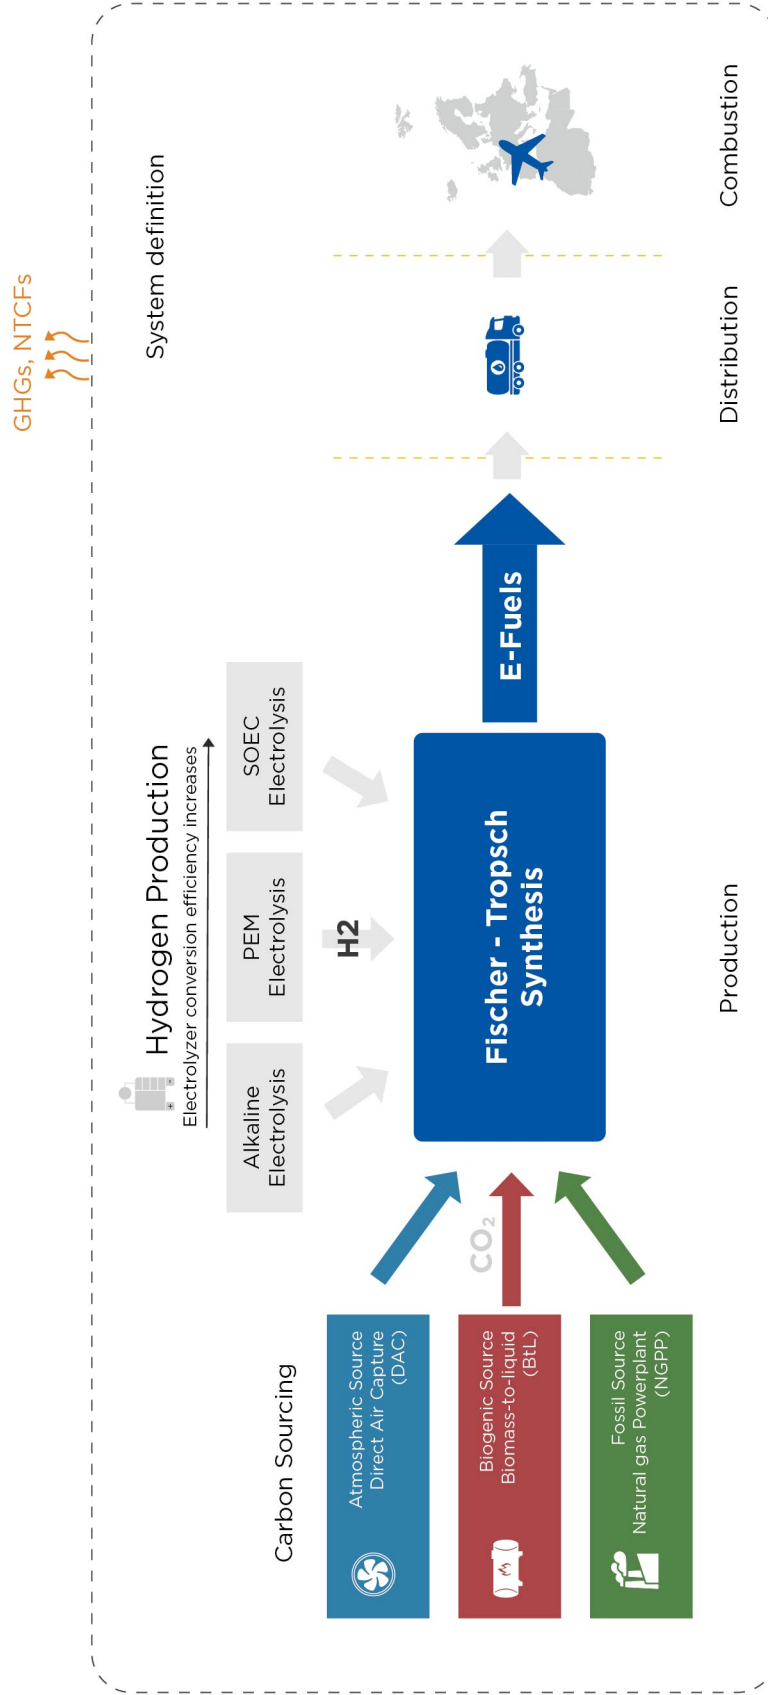 GHGs, NTCFs
System definition
Hydrogen Production
Electrolyzer conversion efficiency increases
Alkaline
Electrolysis
PEM
Electrolysis
SOEC
Electrolysis
H2
Carbon Sourcing
Atmospheric Source
Direct Air Capture
(DAC)
Biogenic Source
Biomass-to-liquid
(BtL)
Fossil Source
Natural gas Powerplant
(NGPP)
CO₂
Fischer - Tropsch
Synthesis
E-Fuels
Production
Distribution
Combustion